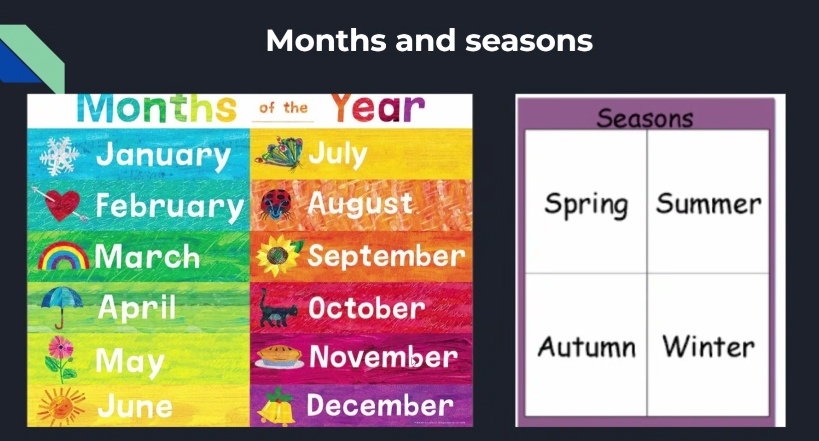 Months and seasons
Months of the Year
January
February
March
April
May
June
July
August
September
October
November
December
Seasons
Spring Summer
Autumn Winter